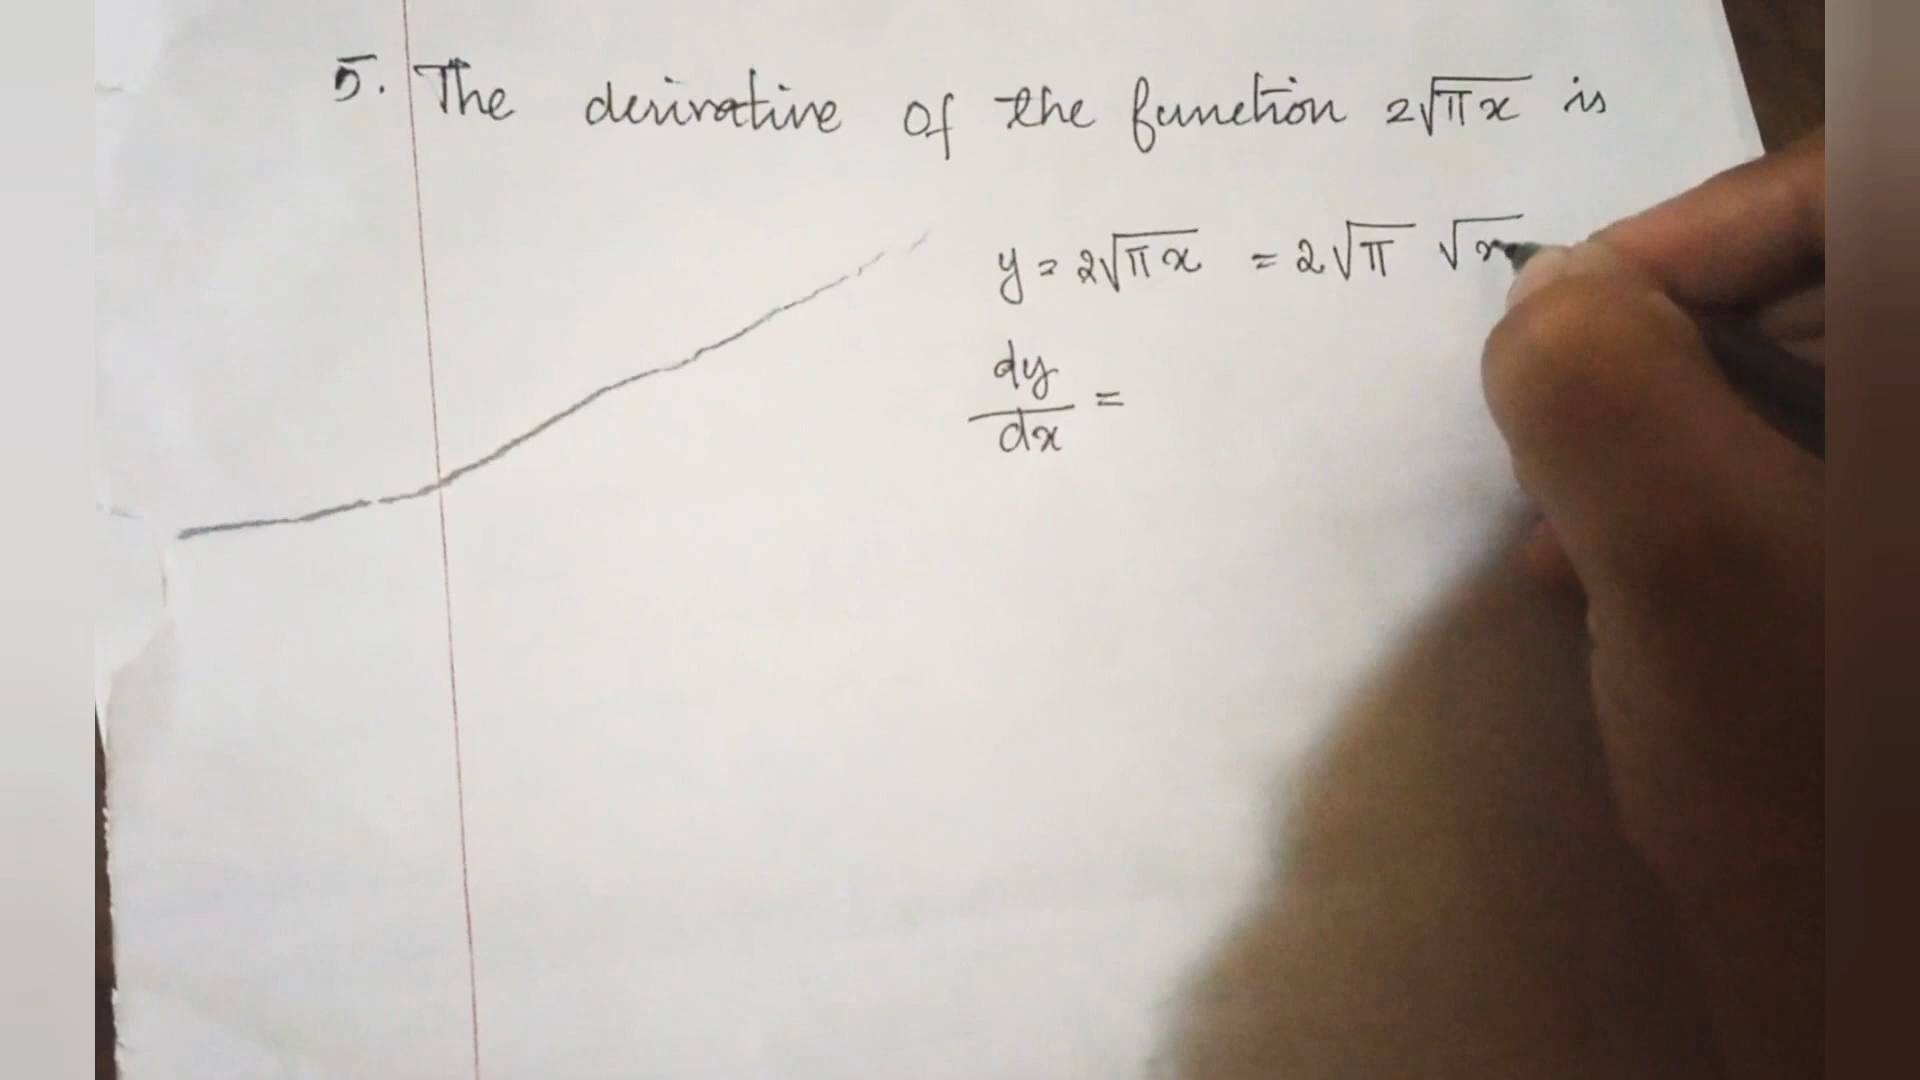 5. The derivative of the function 2√πx is
y = 2√πx = 2√π √x
dy/dx =